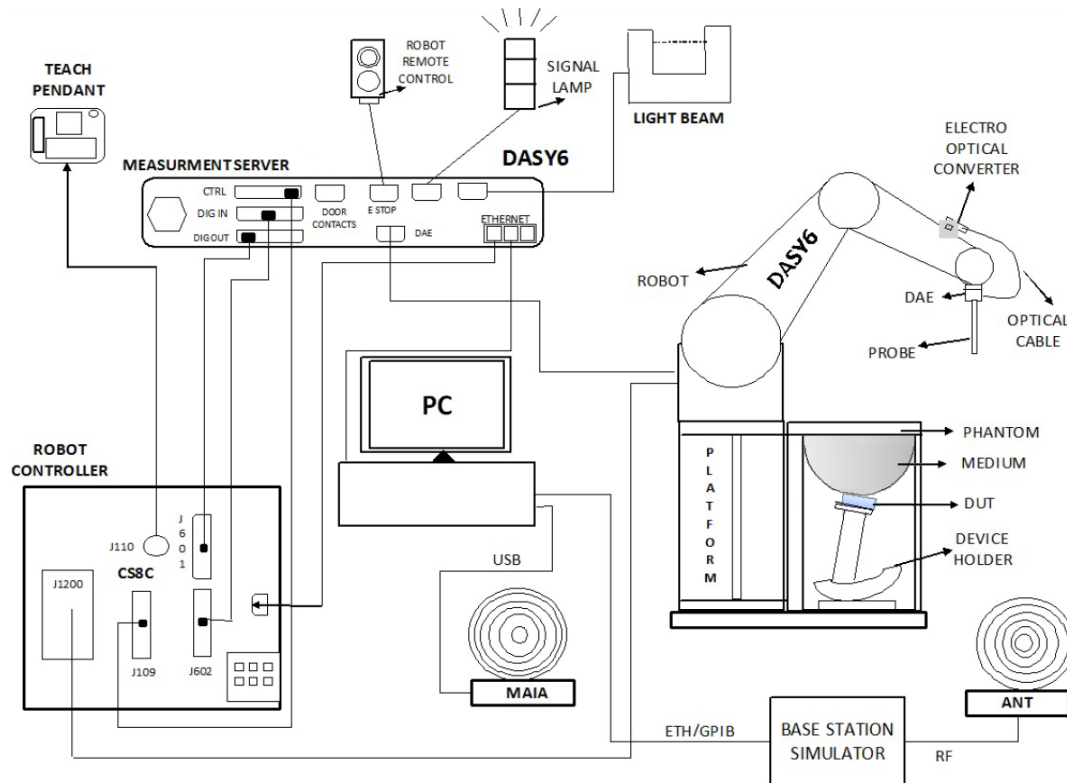 TEACH
PENDANT
ROBOT
REMOTE
CONTROL
SIGNAL
LAMP
LIGHT BEAM
MEASURMENT SERVER
DASY6
CTRL
DIG IN
DIG OUT
DOOR
CONTACTS
E STOP
DAE
ETHERNET
ELECTRO
OPTICAL
CONVERTER
ROBOT
DASY6
DAE
OPTICAL
CABLE
PROBE
PC
PLATFORM
PHANTOM
MEDIUM
DUT
DEVICE
HOLDER
ROBOT
CONTROLLER
J110
J601
CS8C
J1200
J109
J602
USB
MAIA
ETH/GPIB
BASE STATION
SIMULATOR
RF
ANT